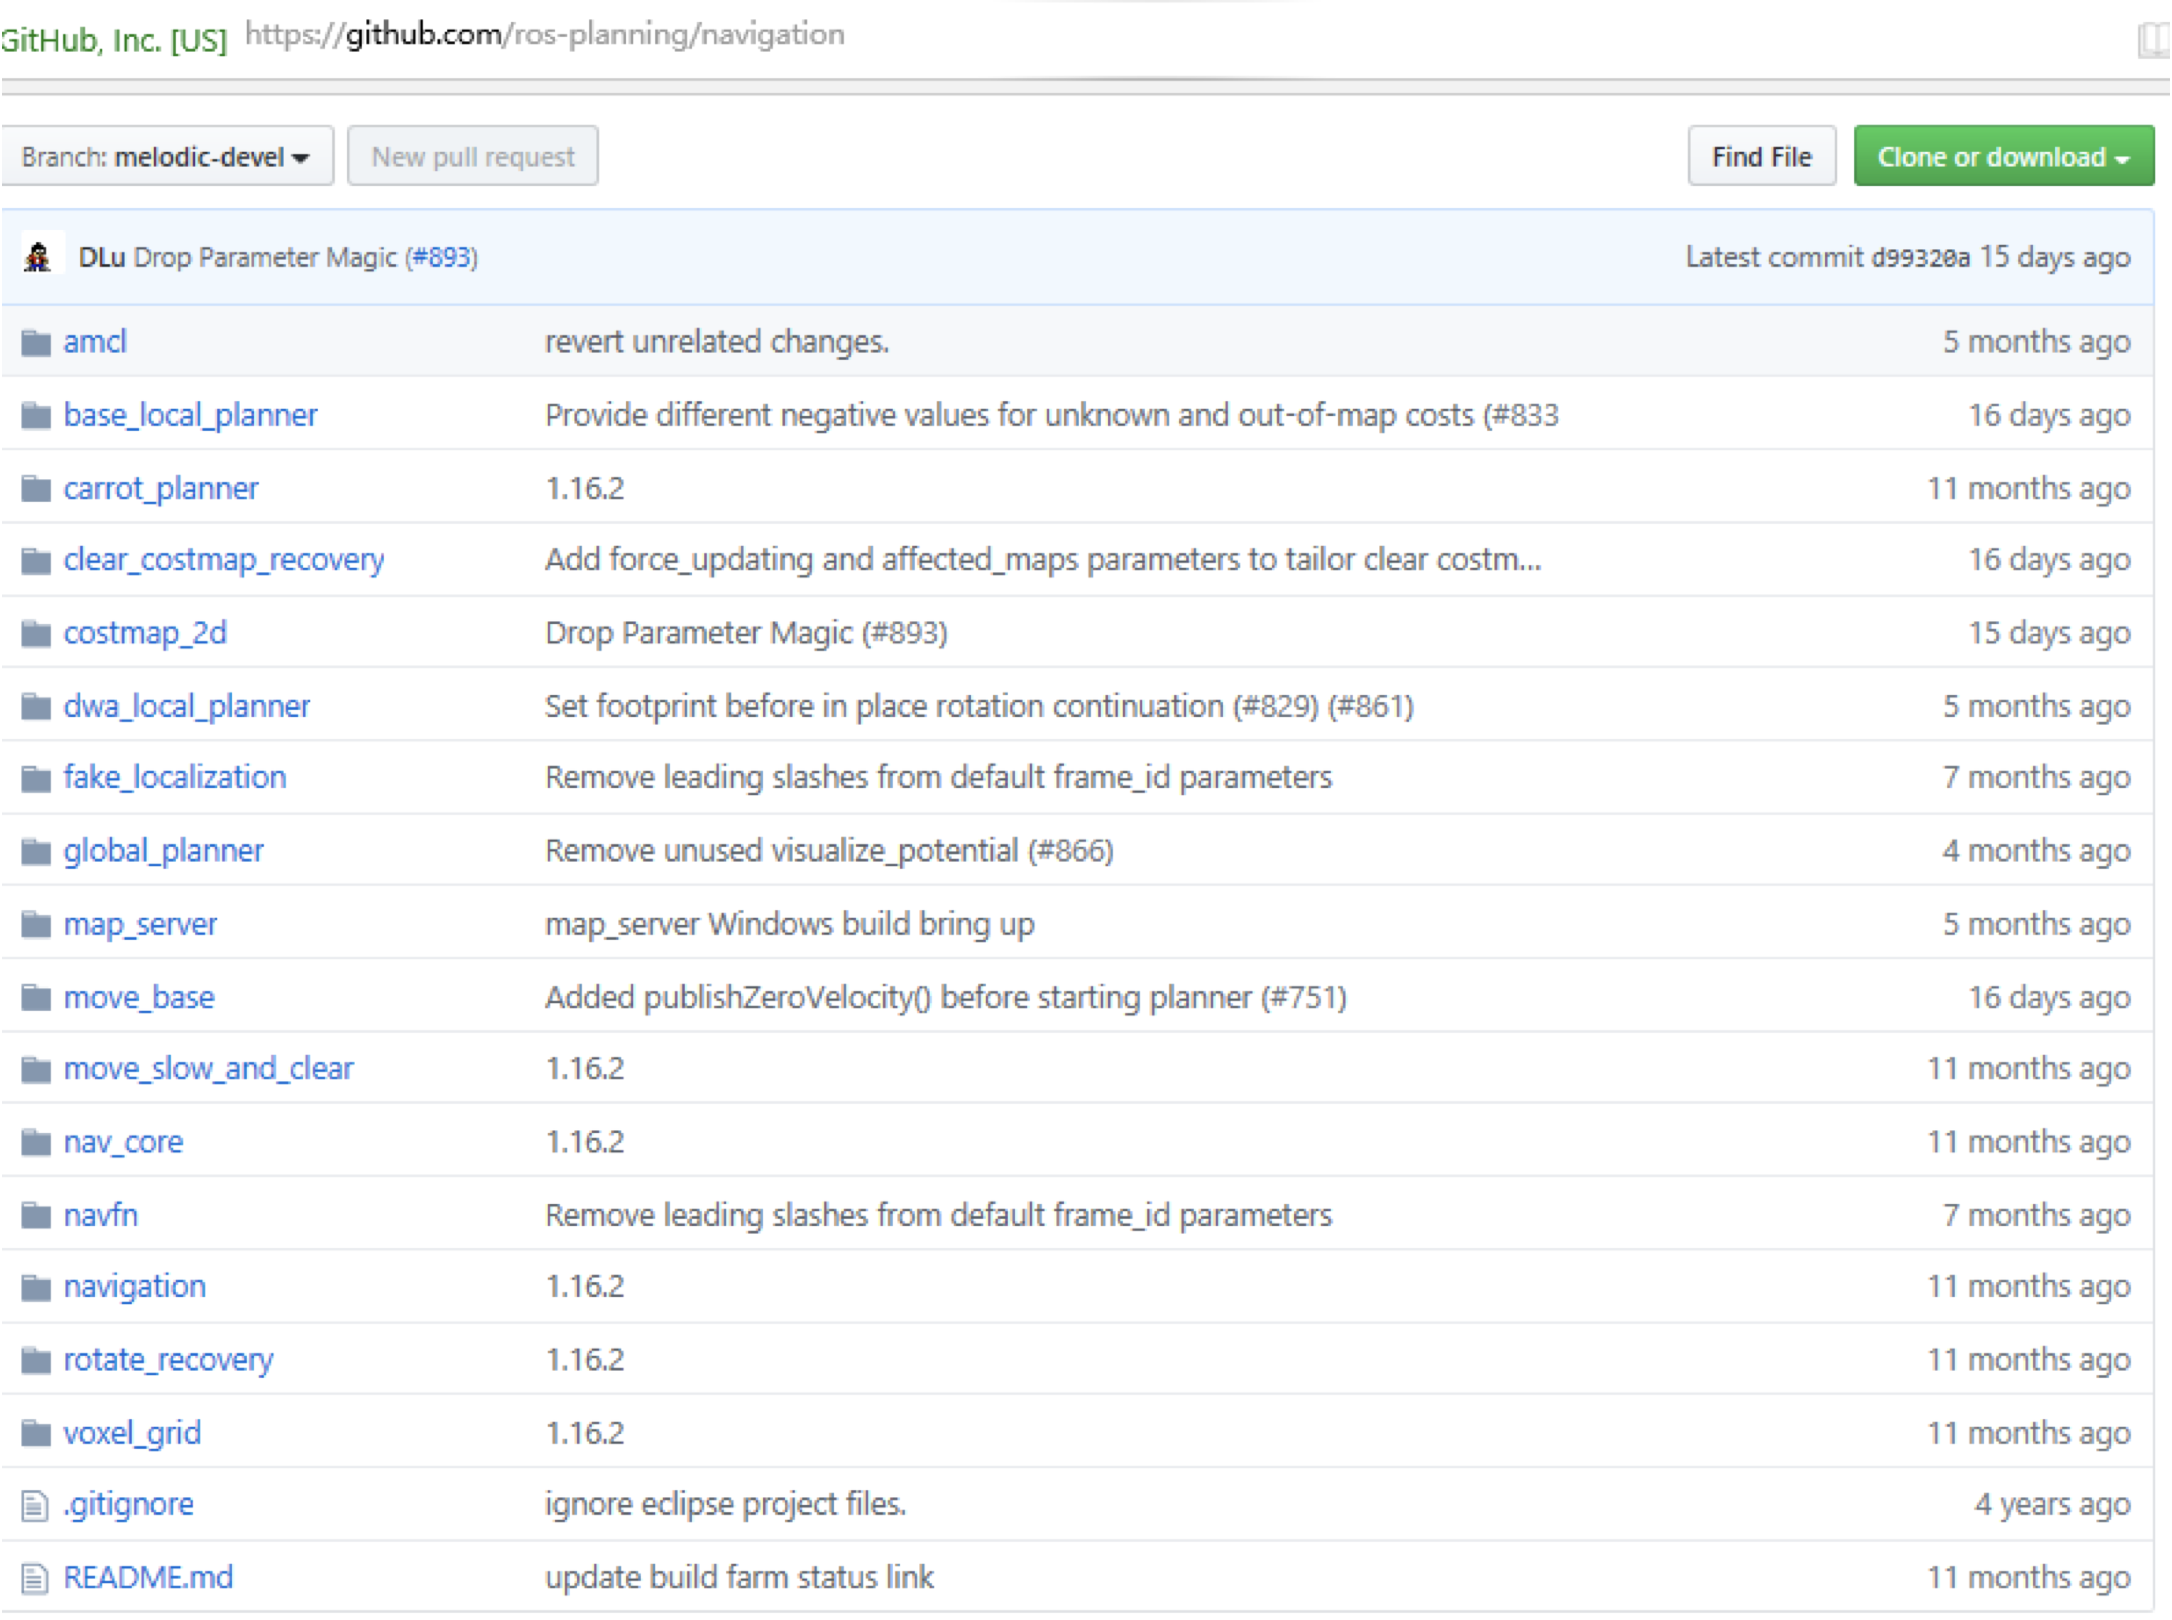 GitHub, Inc. [US] https://github.com/ros-planning/navigation
Branch: melodic-devel New pull request Find File Clone or download
DLu Drop Parameter Magic (#893) Latest commit d99320a 15 days ago
amcl revert unrelated changes. 5 months ago
base_local_planner Provide different negative values for unknown and out-of-map costs (#833 16 days ago
carrot_planner 1.16.2 11 months ago
clear_costmap_recovery Add force_updating and affected_maps parameters to tailor clear costm... 16 days ago
costmap_2d Drop Parameter Magic (#893) 15 days ago
dwa_local_planner Set footprint before in place rotation continuation (#829) (#861) 5 months ago
fake_localization Remove leading slashes from default frame_id parameters 7 months ago
global_planner Remove unused visualize_potential (#866) 4 months ago
map_server map_server Windows build bring up 5 months ago
move_base Added publishZeroVelocity() before starting planner (#751) 16 days ago
move_slow_and_clear 1.16.2 11 months ago
nav_core 1.16.2 11 months ago
navfn Remove leading slashes from default frame_id parameters 7 months ago
navigation 1.16.2 11 months ago
rotate_recovery 1.16.2 11 months ago
voxel_grid 1.16.2 11 months ago
.gitignore ignore eclipse project files. 4 years ago
README.md update build farm status link 11 months ago